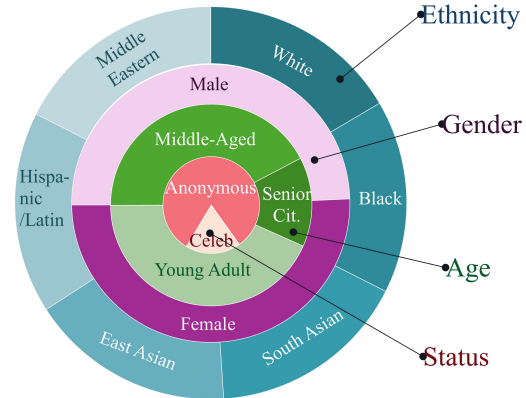 Ethnicity
Middle
Eastern
White
Male
Gender
Middle-Aged
Hispa-
nic
/Latin
Anonymous
Senior
Cit.
Black
Celeb
Young Adult
Age
Female
East Asian
South Asian
Status